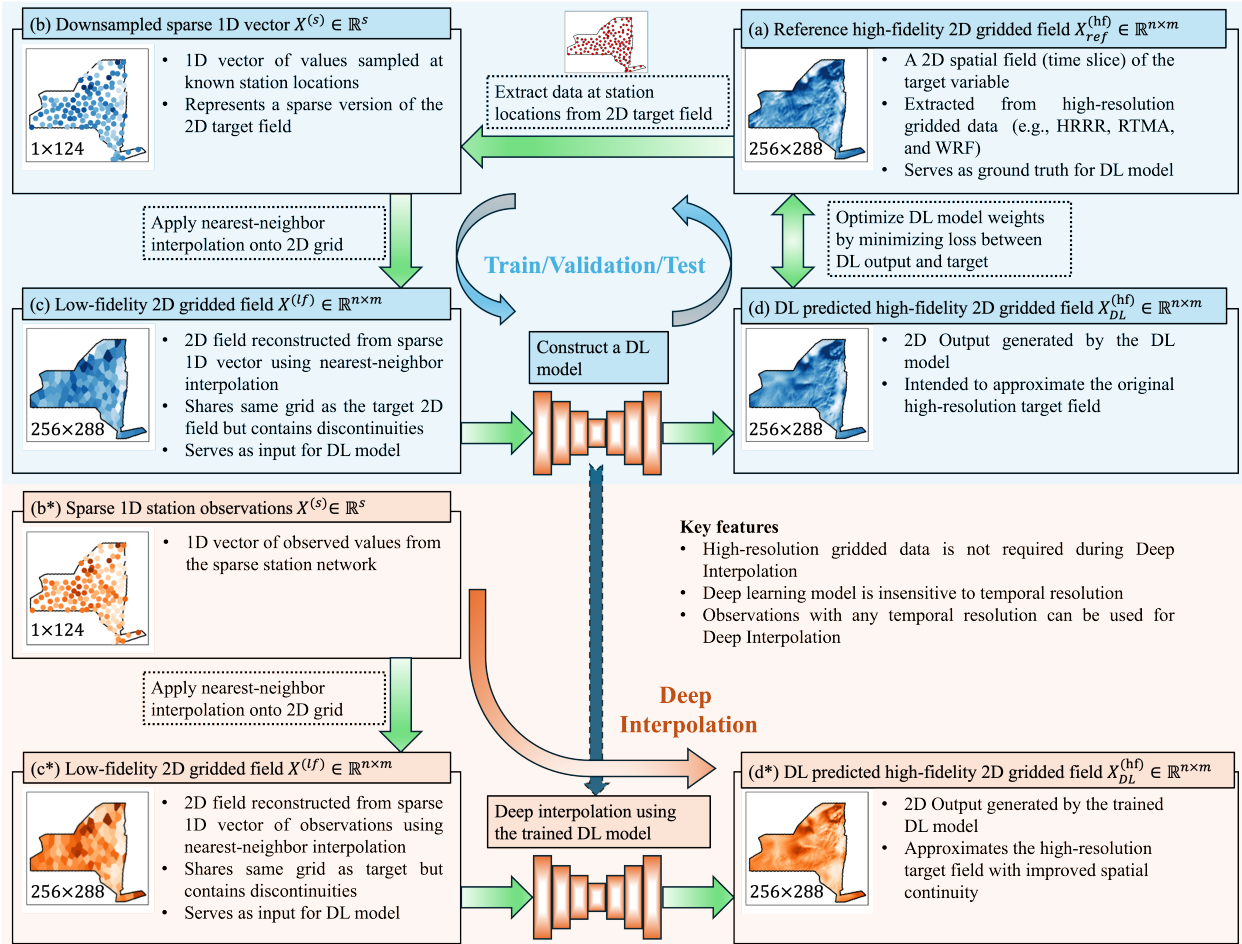 (b) Downsampled sparse 1D vector X^(s) ∈ ℝ^s
1×124
• 1D vector of values sampled at
known station locations
• Represents a sparse version of the
2D target field
Extract data at station
locations from 2D target field
(a) Reference high-fidelity 2D gridded field X_ref^(hf) ∈ ℝ^n×m
256×288
• A 2D spatial field (time slice) of the
target variable
• Extracted from high-resolution
gridded data (e.g., HRRR, RTMA,
and WRF)
• Serves as ground truth for DL model
Apply nearest-neighbor
interpolation onto 2D grid
Train/Validation/Test
Optimize DL model weights
by minimizing loss between
DL output and target
(c) Low-fidelity 2D gridded field X^(lf) ∈ ℝ^n×m
256×288
• 2D field reconstructed from sparse
1D vector using nearest-neighbor
interpolation
• Shares same grid as the target 2D
field but contains discontinuities
• Serves as input for DL model
Construct a DL
model
(d) DL predicted high-fidelity 2D gridded field X_DL^(hf) ∈ ℝ^n×m
256×288
• 2D Output generated by the DL
model
• Intended to approximate the original
high-resolution target field
(b*) Sparse 1D station observations X^(s) ∈ ℝ^s
1×124
• 1D vector of observed values from
the sparse station network
Key features
• High-resolution gridded data is not required during Deep
Interpolation
• Deep learning model is insensitive to temporal resolution
• Observations with any temporal resolution can be used for
Deep Interpolation
Apply nearest-neighbor
interpolation onto 2D grid
Deep
Interpolation
(c*) Low-fidelity 2D gridded field X^(lf) ∈ ℝ^n×m
256×288
• 2D field reconstructed from sparse
1D vector of observations using
nearest-neighbor interpolation
• Shares same grid as target but
contains discontinuities
• Serves as input for DL model
Deep interpolation using
the trained DL model
(d*) DL predicted high-fidelity 2D gridded field X_DL^(hf) ∈ ℝ^n×m
256×288
• 2D Output generated by the trained
DL model
• Approximates the high-resolution
target field with improved spatial
continuity